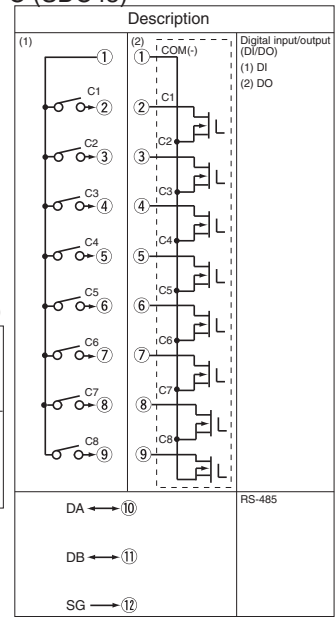 Description
(1)
①
C1
②
C2
③
C3
④
C4
⑤
C5
⑥
C6
⑦
C7
⑧
C8
⑨
(2)
① COM(-)
C1
②
C2
③
C3
④
C4
⑤
C5
⑥
C6
⑦
C7
⑧
C8
⑨
Digital input/output
(DI/DO)
(1) DI
(2) DO
DA ⑩
DB ⑪
SG ⑫
RS-485